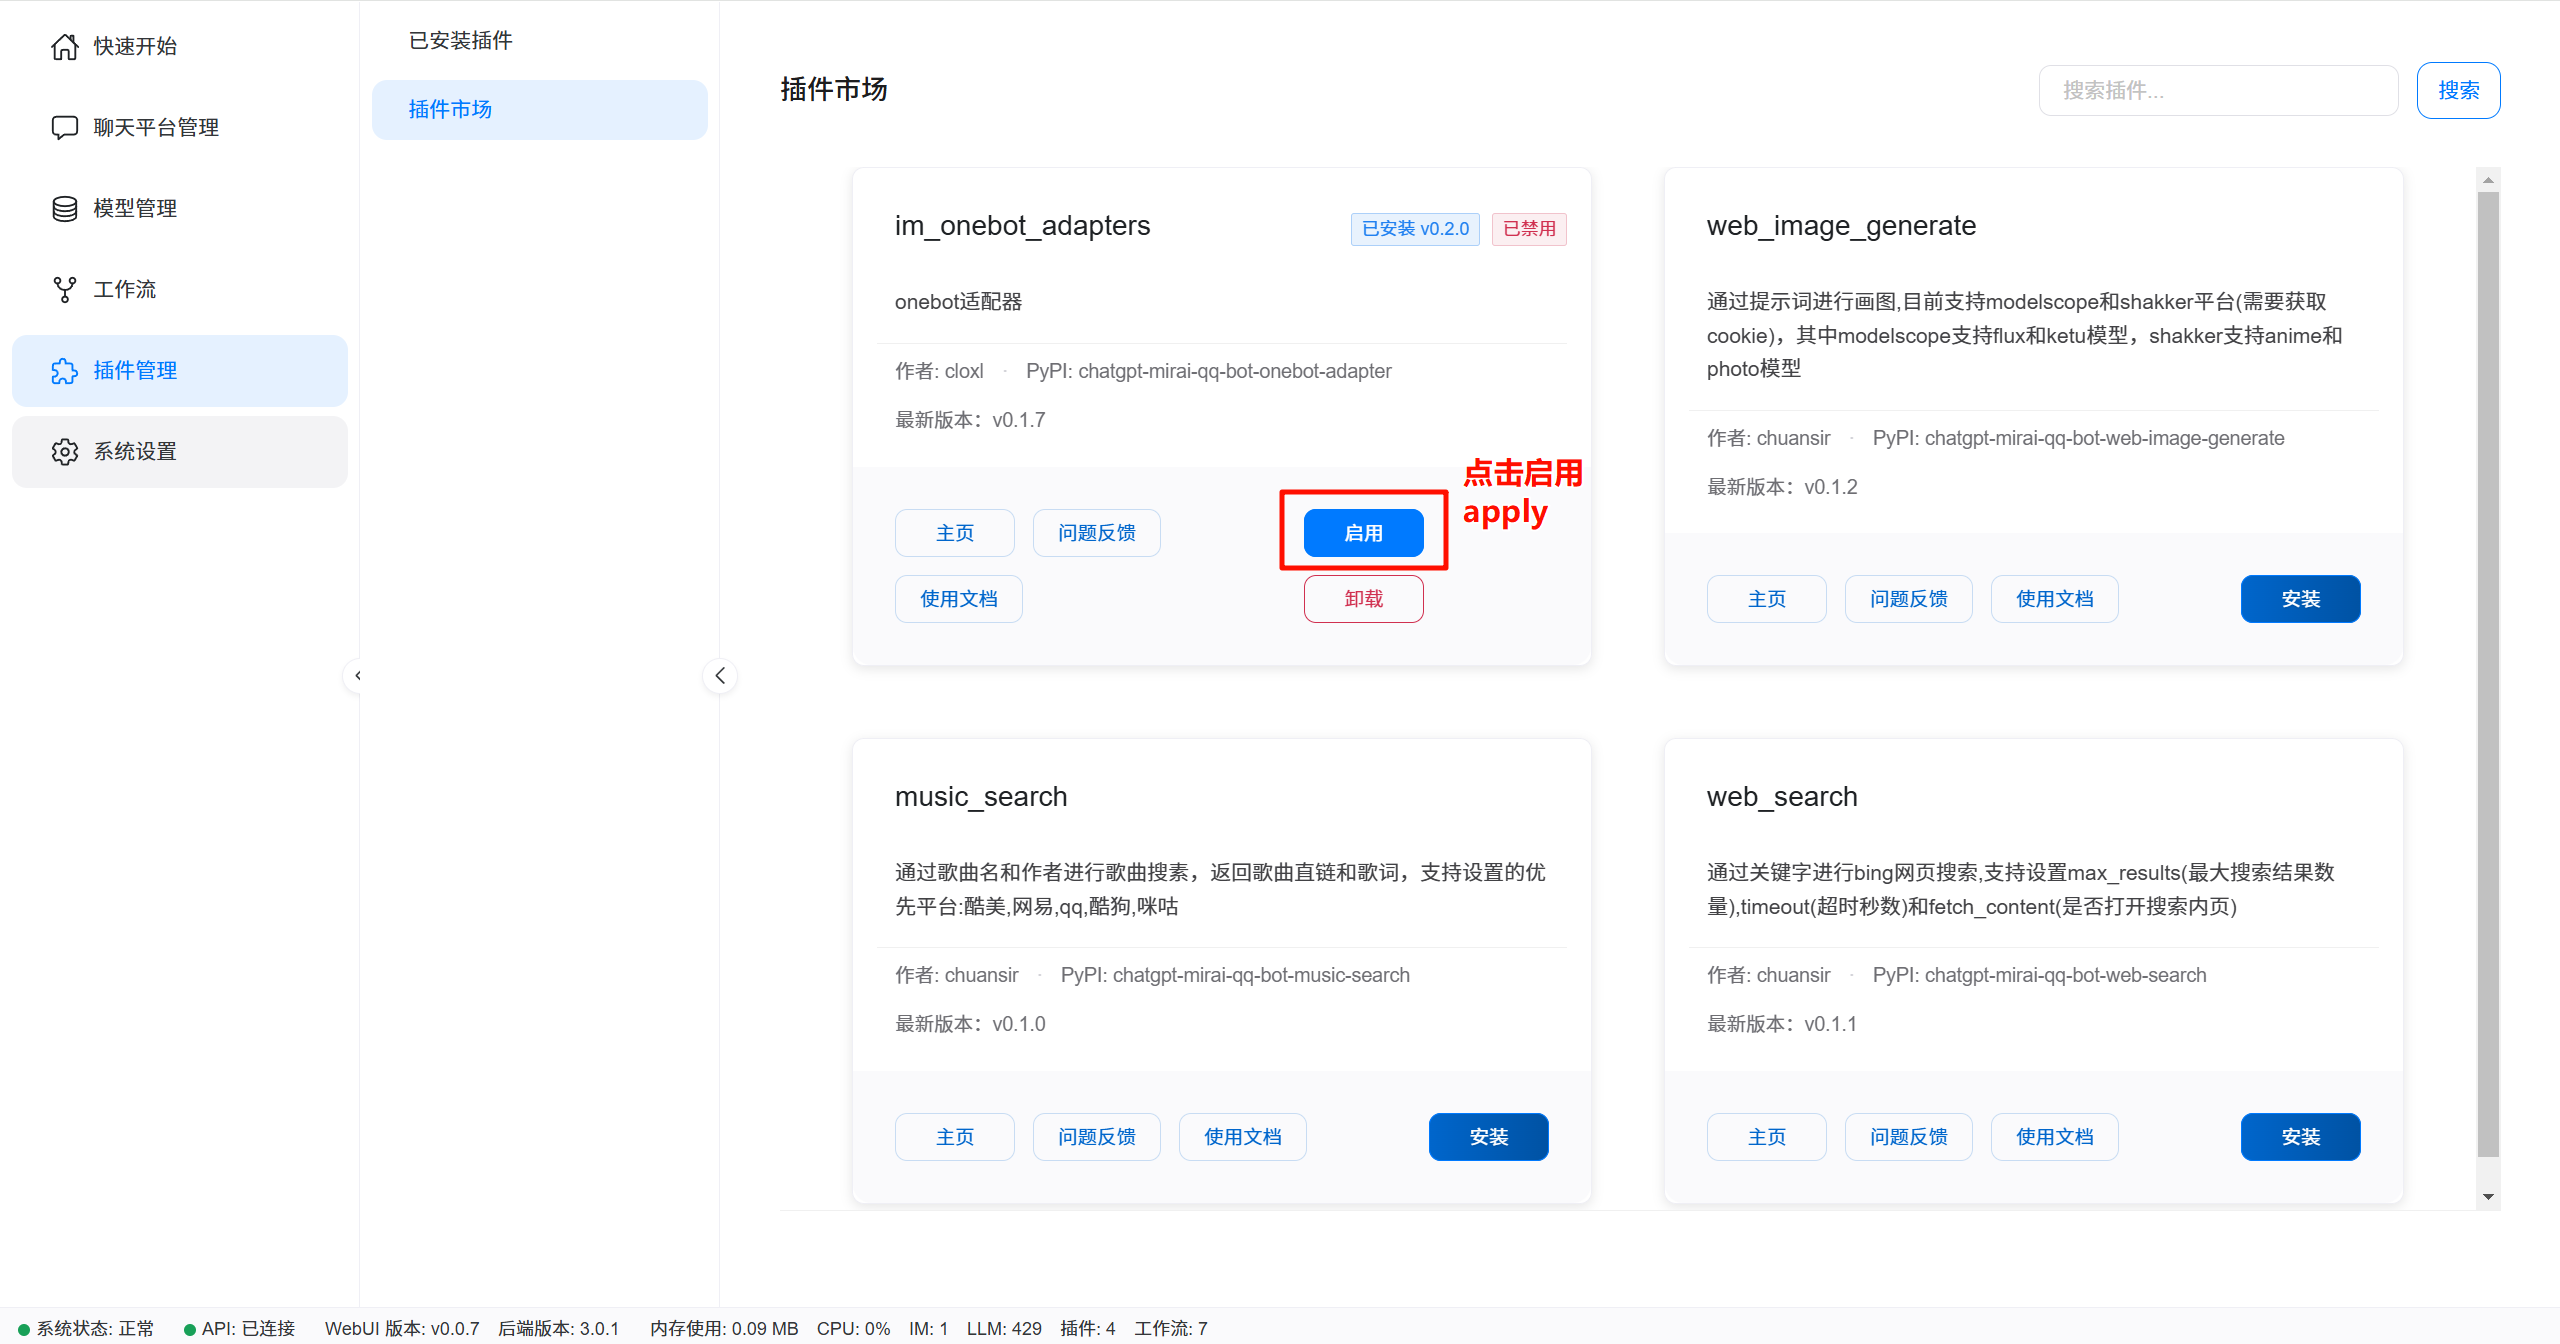 快速开始
聊天平台管理
模型管理
工作流
插件管理
系统设置
已安装插件
插件市场
插件市场
搜索插件...
搜索
im_onebot_adapters
已安装 v0.2.0
已禁用
onebot适配器
作者: cloxl · PyPI: chatgpt-mirai-qq-bot-onebot-adapter
最新版本：v0.1.7
点击启用
apply
主页
问题反馈
启用
使用文档
卸载
web_image_generate
通过提示词进行画图,目前支持modelscope和shakker平台(需要获取
cookie)，其中modelscope支持flux和ketu模型，shakker支持anime和
photo模型
作者: chuansir · PyPI: chatgpt-mirai-qq-bot-web-image-generate
最新版本：v0.1.2
主页
问题反馈
使用文档
安装
music_search
通过歌曲名和作者进行歌曲搜素，返回歌曲直链和歌词，支持设置的优
先平台:酷美,网易,qq,酷狗,咪咕
作者: chuansir · PyPI: chatgpt-mirai-qq-bot-music-search
最新版本：v0.1.0
主页
问题反馈
使用文档
安装
web_search
通过关键字进行bing网页搜索,支持设置max_results(最大搜索结果数
量),timeout(超时秒数)和fetch_content(是否打开搜索内页)
作者: chuansir · PyPI: chatgpt-mirai-qq-bot-web-search
最新版本：v0.1.1
主页
问题反馈
使用文档
安装
系统状态: 正常 API: 已连接 WebUI 版本: v0.0.7 后端版本: 3.0.1 内存使用: 0.09 MB CPU: 0% IM: 1 LLM: 429 插件: 4 工作流: 7